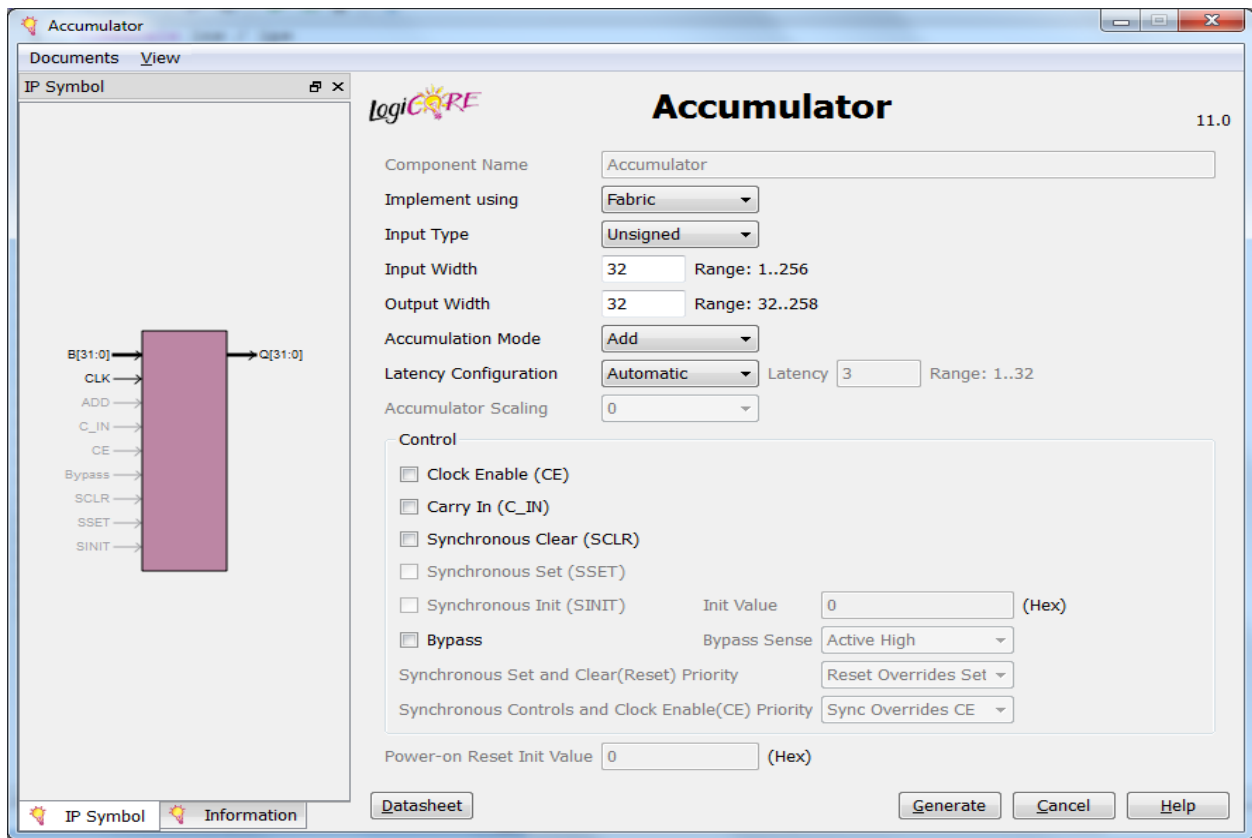 Accumulator
Documents View
IP Symbol
B[31:0]
Q[31:0]
CLK
ADD
C_IN
CE
Bypass
SCLR
SSET
SINIT
IP Symbol
Information
LogiCORE
Accumulator
11.0
Component Name Accumulator
Implement using Fabric
Input Type Unsigned
Input Width 32 Range: 1..256
Output Width 32 Range: 32..258
Accumulation Mode Add
Latency Configuration Automatic Latency 3 Range: 1..32
Accumulator Scaling 0
Control
Clock Enable (CE)
Carry In (C_IN)
Synchronous Clear (SCLR)
Synchronous Set (SSET)
Synchronous Init (SINIT) Init Value 0 (Hex)
Bypass Bypass Sense Active High
Synchronous Set and Clear(Reset) Priority Reset Overrides Set
Synchronous Controls and Clock Enable(CE) Priority Sync Overrides CE
Power-on Reset Init Value 0 (Hex)
Datasheet Generate Cancel Help